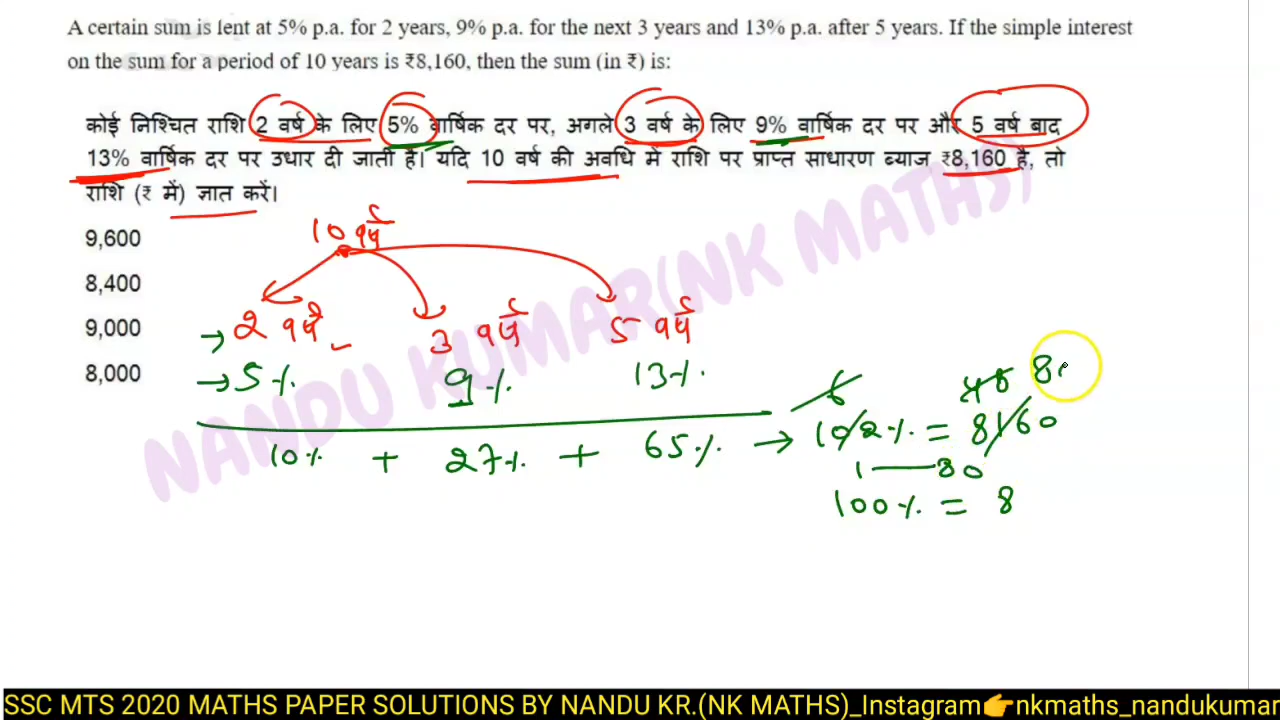 A certain sum is lent at 5% p.a. for 2 years, 9% p.a. for the next 3 years and 13% p.a. after 5 years. If the simple interest
on the sum for a period of 10 years is ₹8,160, then the sum (in ₹) is:
कोई निश्चित राशि 2 वर्ष के लिए 5% वार्षिक दर पर, अगले 3 वर्ष के लिए 9% वार्षिक दर पर और 5 वर्ष बाद
13% वार्षिक दर पर उधार दी जाती है। यदि 10 वर्ष की अवधि में राशि पर प्राप्त साधारण ब्याज ₹8,160 है, तो
राशि (₹ में) ज्ञात करें।
10 वर्ष
9,600
8,400
9,000
8,000
2 वर्ष 3 वर्ष 5 वर्ष
5% 9% 13%
10% + 27% + 65% → 102% = 8160
1 — 80
100% = 8
NANDU KUMAR(NK MATHS)
SSC MTS 2020 MATHS PAPER SOLUTIONS BY NANDU KR.(NK MATHS)_Instagram👉nkmaths_nandukumar